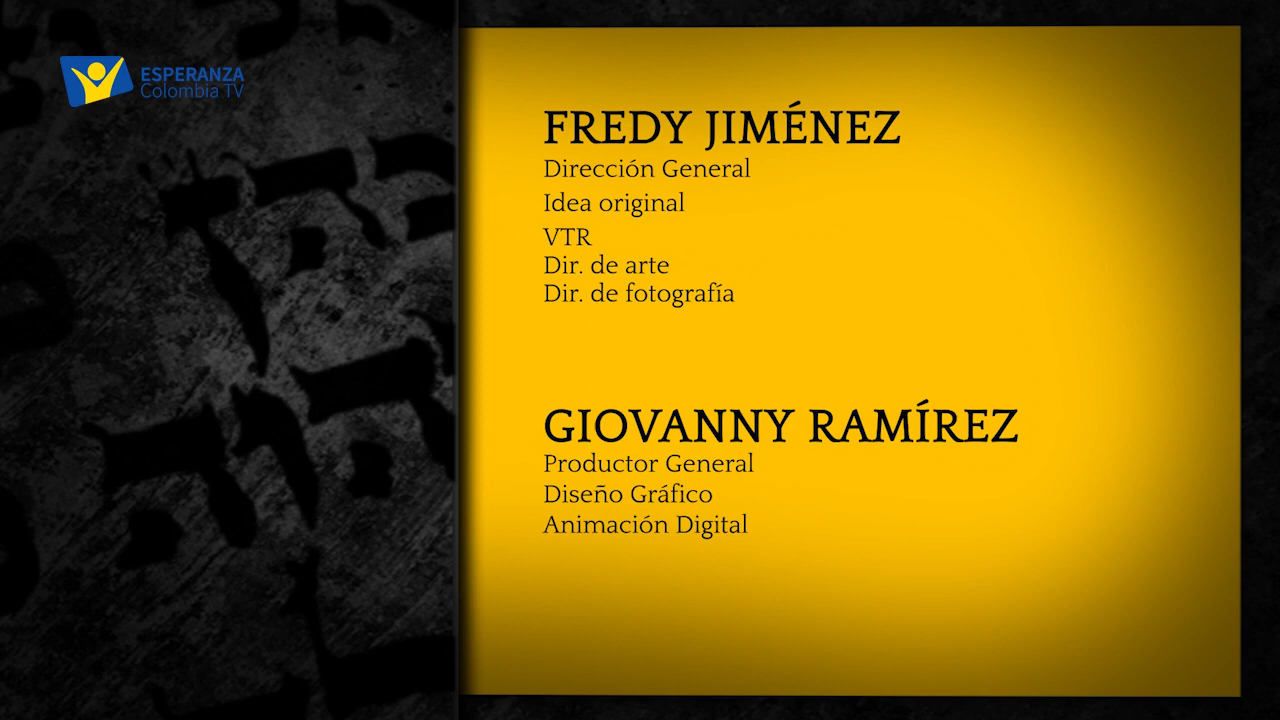 ESPERANZA
Colombia TV
FREDY JIMÉNEZ
Dirección General
Idea original
VTR
Dir. de arte
Dir. de fotografía
GIOVANNY RAMÍREZ
Productor General
Diseño Gráfico
Animación Digital